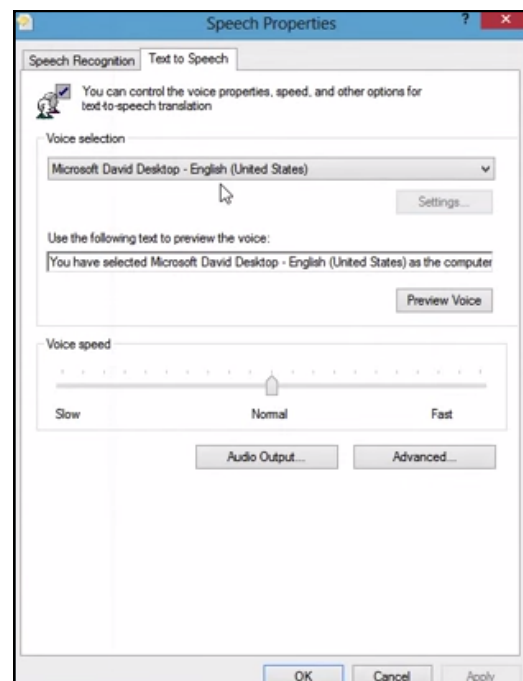 Speech Properties
?
Speech Recognition
Text to Speech
You can control the voice properties, speed, and other options for
text-to-speech translation
Voice selection
Microsoft David Desktop - English (United States)
Settings...
Use the following text to preview the voice:
You have selected Microsoft David Desktop - English (United States) as the computer
Preview Voice
Voice speed
Slow Normal Fast
Audio Output... Advanced...
OK Cancel Apply